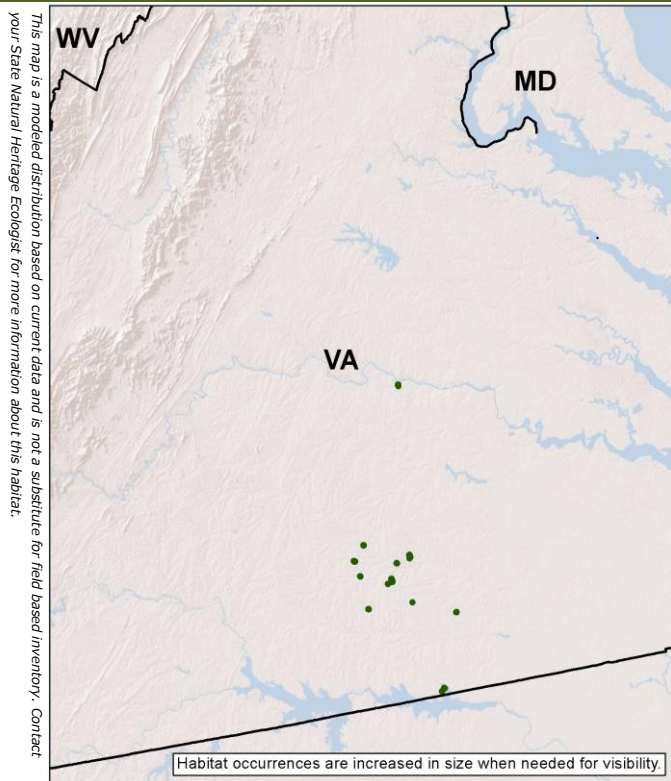 WV
MD
VA
Habitat occurrences are increased in size when needed for visibility.
This map is a modeled distribution based on current data and is not a substitute for field based inventory. Contact
your State Natural Heritage Ecologist for more information about this habitat.